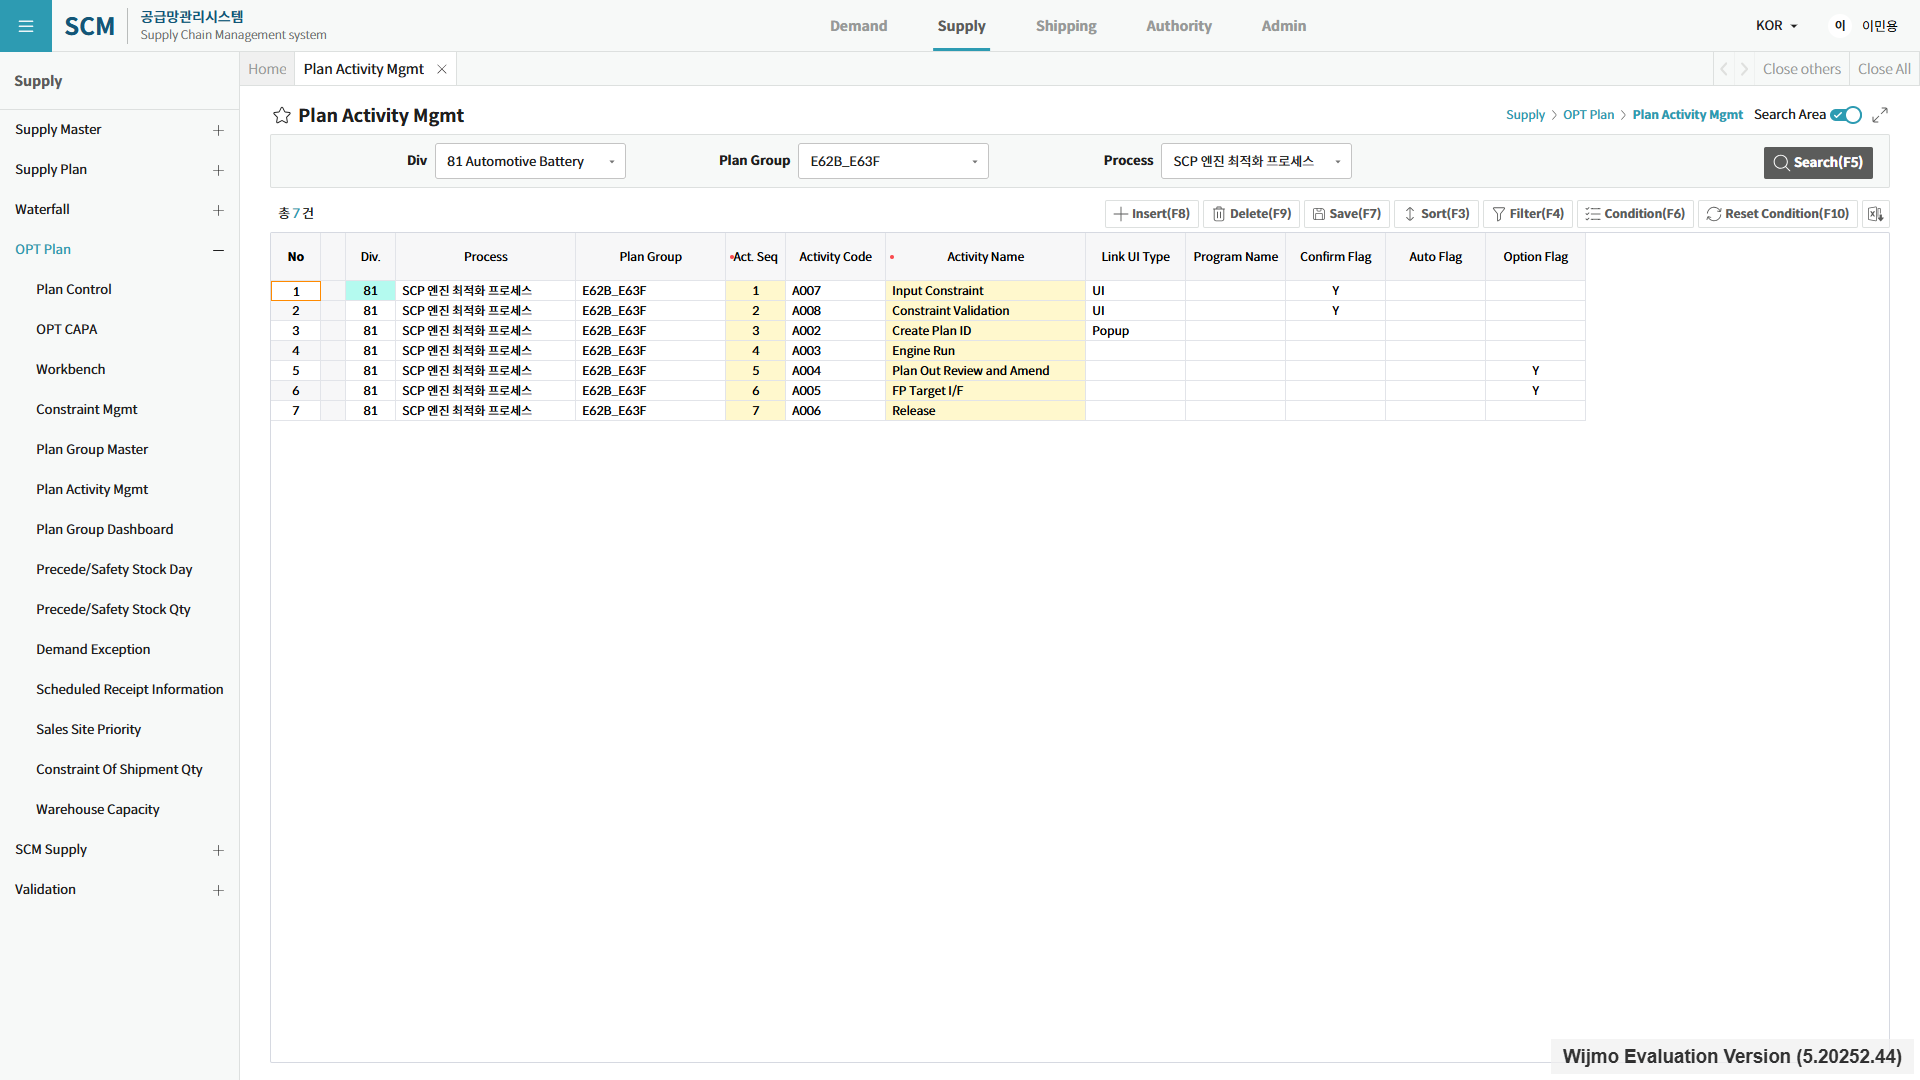 SCM
공급망관리시스템
Supply Chain Management system
Demand
Supply
Shipping
Authority
Admin
KOR
이
이민용
Supply
Home
Plan Activity Mgmt
Close others
Close All
Supply Master
Supply Plan
Waterfall
OPT Plan
Plan Control
OPT CAPA
Workbench
Constraint Mgmt
Plan Group Master
Plan Activity Mgmt
Plan Group Dashboard
Precede/Safety Stock Day
Precede/Safety Stock Qty
Demand Exception
Scheduled Receipt Information
Sales Site Priority
Constraint Of Shipment Qty
Warehouse Capacity
SCM Supply
Validation
Plan Activity Mgmt
Supply > OPT Plan > Plan Activity Mgmt
Search Area
Div 81 Automotive Battery
Plan Group E62B_E63F
Process SCP 엔진 최적화 프로세스
Search(F5)
총 7 건
Insert(F8)
Delete(F9)
Save(F7)
Sort(F3)
Filter(F4)
Condition(F6)
Reset Condition(F10)
No Div. Process Plan Group Act. Seq Activity Code Activity Name Link UI Type Program Name Confirm Flag Auto Flag Option Flag
1 81 SCP 엔진 최적화 프로세스 E62B_E63F 1 A007 Input Constraint UI Y
2 81 SCP 엔진 최적화 프로세스 E62B_E63F 2 A008 Constraint Validation UI Y
3 81 SCP 엔진 최적화 프로세스 E62B_E63F 3 A002 Create Plan ID Popup
4 81 SCP 엔진 최적화 프로세스 E62B_E63F 4 A003 Engine Run
5 81 SCP 엔진 최적화 프로세스 E62B_E63F 5 A004 Plan Out Review and Amend Y
6 81 SCP 엔진 최적화 프로세스 E62B_E63F 6 A005 FP Target I/F Y
7 81 SCP 엔진 최적화 프로세스 E62B_E63F 7 A006 Release
Wijmo Evaluation Version (5.20252.44)